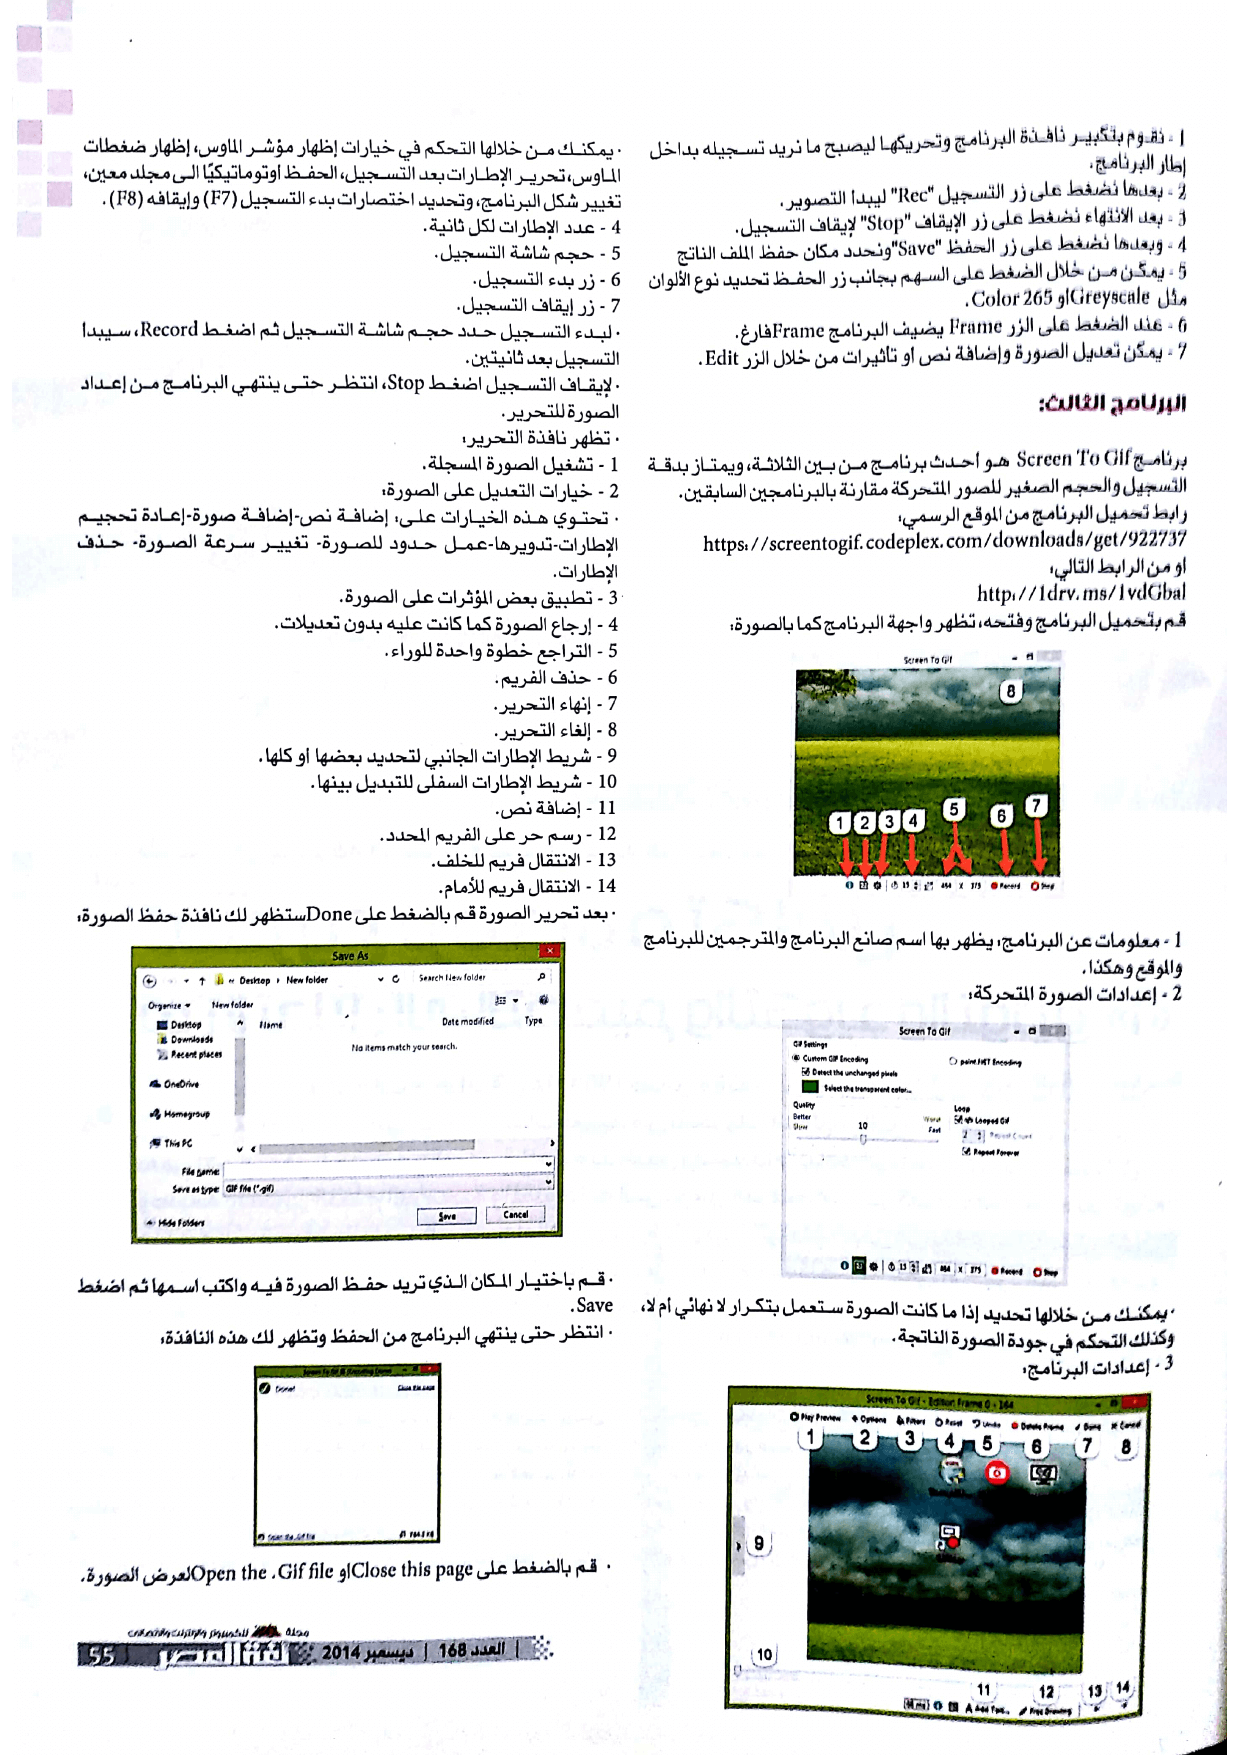 1 - نقوم بتكبير نافذة البرنامج وتحريكها ليصبح ما نريد تسجيله بداخل
إطار البرنامج.
2 - بعدها نضغط على زر التسجيل "Rec" ليبدأ التصوير.
3 - بعد الانتهاء نضغط على زر الإيقاف "Stop" لإيقاف التسجيل.
4 - وبعدها نضغط على زر الحفظ "Save" ونحدد مكان حفظ الملف الناتج
5 - يمكن من خلال الضغط على السهم بجانب زر الحفظ تحديد نوع الألوان
مثل Greyscale أو Color 265.
6 - عند الضغط على الزر Frame يضيف البرنامج Frame فارغ.
7 - يمكن تعديل الصورة وإضافة نص أو تأثيرات من خلال الزر Edit.
البرنامج الثالث:
برنامج Screen To Gif هو أحدث برنامج من بين الثلاثة، ويمتاز بدقة
التسجيل والحجم الصغير للصور المتحركة مقارنة بالبرنامجين السابقين.
رابط تحميل البرنامج من الموقع الرسمي:
https://screentogif.codeplex.com/downloads/get/922737
أو من الرابط التالي:
http://1drv.ms/1vdGbal
قم بتحميل البرنامج وفتحه، تظهر واجهة البرنامج كما بالصورة:
Screen To Gif
8
1 2 3 4 5 6 7
15 464 X 375 Record Stop
1 - معلومات عن البرنامج: يظهر بها اسم صانع البرنامج والمترجمين للبرنامج
والموقع وهكذا.
2 - إعدادات الصورة المتحركة:
Screen To Gif
Gif Settings
Custom GIF Encoding paint.NET Encoding
Detect the unchanged pixels
Select the transparent color...
Quality Loop
Better Worst Looped Gif
Slow 10 Fast
2 Repeat Count
Repeat Forever
15 464 X 375 Record Stop
· يمكنك من خلالها تحديد إذا ما كانت الصورة ستعمل بتكرار لا نهائي أم لا،
وكذلك التحكم في جودة الصورة الناتجة.
3 - إعدادات البرنامج:
Screen To Gif - Edition Frame 0 - 164
Play Preview Options Filters Reset Undo Delete Frame Done Cancel
1 2 3 4 5 6 7 8
9
10
11 12 13 14
Add Text... Free Drawing
· يمكنك من خلالها التحكم في خيارات إظهار مؤشر الماوس، إظهار ضغطات
الماوس، تحرير الإطارات بعد التسجيل، الحفظ أوتوماتيكيًا الى مجلد معين،
تغيير شكل البرنامج، وتحديد اختصارات بدء التسجيل (F7) وإيقافه (F8).
4 - عدد الإطارات لكل ثانية.
5 - حجم شاشة التسجيل.
6 - زر بدء التسجيل.
7 - زر إيقاف التسجيل.
· لبدء التسجيل حدد حجم شاشة التسجيل ثم اضغط Record، سيبدأ
التسجيل بعد ثانيتين.
· لإيقاف التسجيل اضغط Stop، انتظر حتى ينتهي البرنامج من إعداد
الصورة للتحرير.
· تظهر نافذة التحرير:
1 - تشغيل الصورة المسجلة.
2 - خيارات التعديل على الصورة:
· تحتوي هذه الخيارات على: إضافة نص-إضافة صورة-إعادة تحجيم
الإطارات-تدويرها-عمل حدود للصورة- تغيير سرعة الصورة- حذف
الإطارات.
3 - تطبيق بعض المؤثرات على الصورة.
4 - إرجاع الصورة كما كانت عليه بدون تعديلات.
5 - التراجع خطوة واحدة للوراء.
6 - حذف الفريم.
7 - إنهاء التحرير.
8 - إلغاء التحرير.
9 - شريط الإطارات الجانبي لتحديد بعضها أو كلها.
10 - شريط الإطارات السفلى للتبديل بينها.
11 - إضافة نص.
12 - رسم حر على الفريم المحدد.
13 - الانتقال فريم للخلف.
14 - الانتقال فريم للأمام.
· بعد تحرير الصورة قم بالضغط على Done ستظهر لك نافذة حفظ الصورة:
Save As
« Desktop › New folder Search New folder
Organize New folder
Desktop Name Date modified Type
Downloads
Recent places No items match your search.
OneDrive
Homegroup
This PC
File name:
Save as type: GIF file (*.gif)
Hide Folders Save Cancel
· قم باختيار المكان الذي تريد حفظ الصورة فيه واكتب اسمها ثم اضغط
Save.
· انتظر حتى ينتهي البرنامج من الحفظ وتظهر لك هذه النافذة:
Done! Close this page
Open the .Gif file
· قم بالضغط على Close this page أو Open the .Gif file لعرض الصورة.
مجلة للكمبيوتر والإنترنت والاتصالات
55 لغة العصر | العدد 168 | ديسمبر 2014